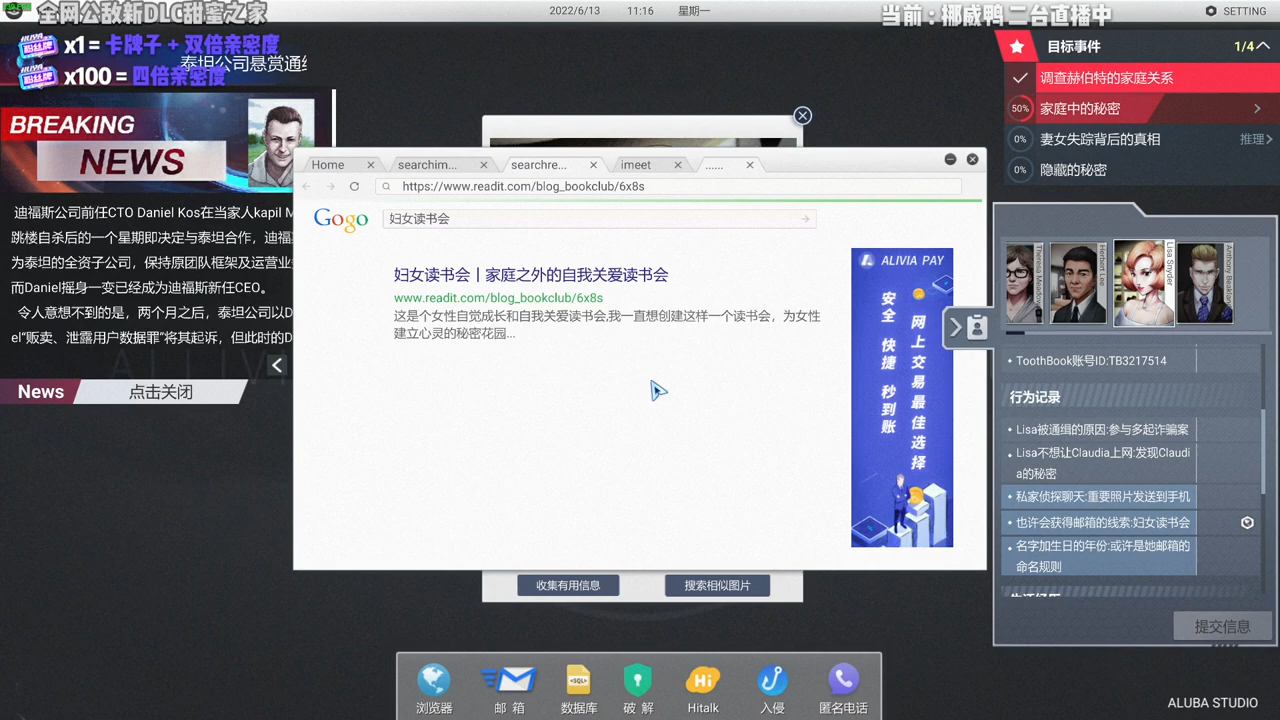 全网公敌新DLC甜蜜之家
2022/6/13 11:16 星期一
当前：挪威鸭 二台直播中
SETTING
虎牙粉丝牌 x1 = 卡牌子 + 双倍亲密度
泰坦公司悬赏通
虎牙粉丝牌 x100 = 四倍亲密度
BREAKING
NEWS
迪福斯公司前任CTO Daniel Kos在当家人kapil M
跳楼自杀后的一个星期即决定与泰坦合作，迪福
为泰坦的全资子公司，保持原团队框架及运营业
而Daniel摇身一变已经成为迪福斯新任CEO。
令人意想不到的是，两个月之后，泰坦公司以D
el“贩卖、泄露用户数据罪”将其起诉，但此时的D
News 点击关闭
Home
searchim...
searchre...
imeet
......
https://www.readit.com/blog_bookclub/6x8s
Gogo 妇女读书会
妇女读书会 | 家庭之外的自我关爱读书会
www.readit.com/blog_bookclub/6x8s
这是个女性自觉成长和自我关爱读书会,我一直想创建这样一个读书会，为女性
建立心灵的秘密花园...
ALIVIA PAY
网上交易最佳选择
安全 快捷 秒到账
收集有用信息
搜索相似图片
目标事件 1/4
调查赫伯特的家庭关系
50% 家庭中的秘密
0% 妻女失踪背后的真相 推理
0% 隐藏的秘密
Herbert Lee
Lisa Snyder
• ToothBook账号ID:TB3217514
行为记录
• Lisa被通缉的原因:参与多起诈骗案
• Lisa不想让Claudia上网:发现Claudi
a的秘密
• 私家侦探聊天:重要照片发送到手机
• 也许会获得邮箱的线索:妇女读书会
• 名字加生日的年份:或许是她邮箱的
命名规则
提交信息
<SQL>
Hi
浏览器
邮 箱
数据库
破 解
Hitalk
入侵
匿名电话
ALUBA STUDIO